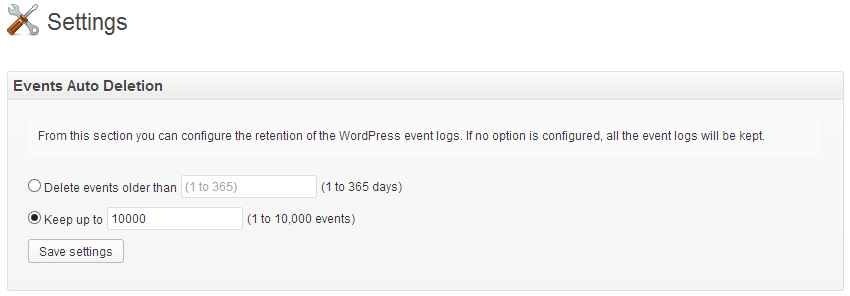 Settings
Events Auto Deletion
From this section you can configure the retention of the WordPress event logs. If no option is configured, all the event logs will be kept.
Delete events older than (1 to 365) (1 to 365 days)
Keep up to 10000 (1 to 10,000 events)
Save settings